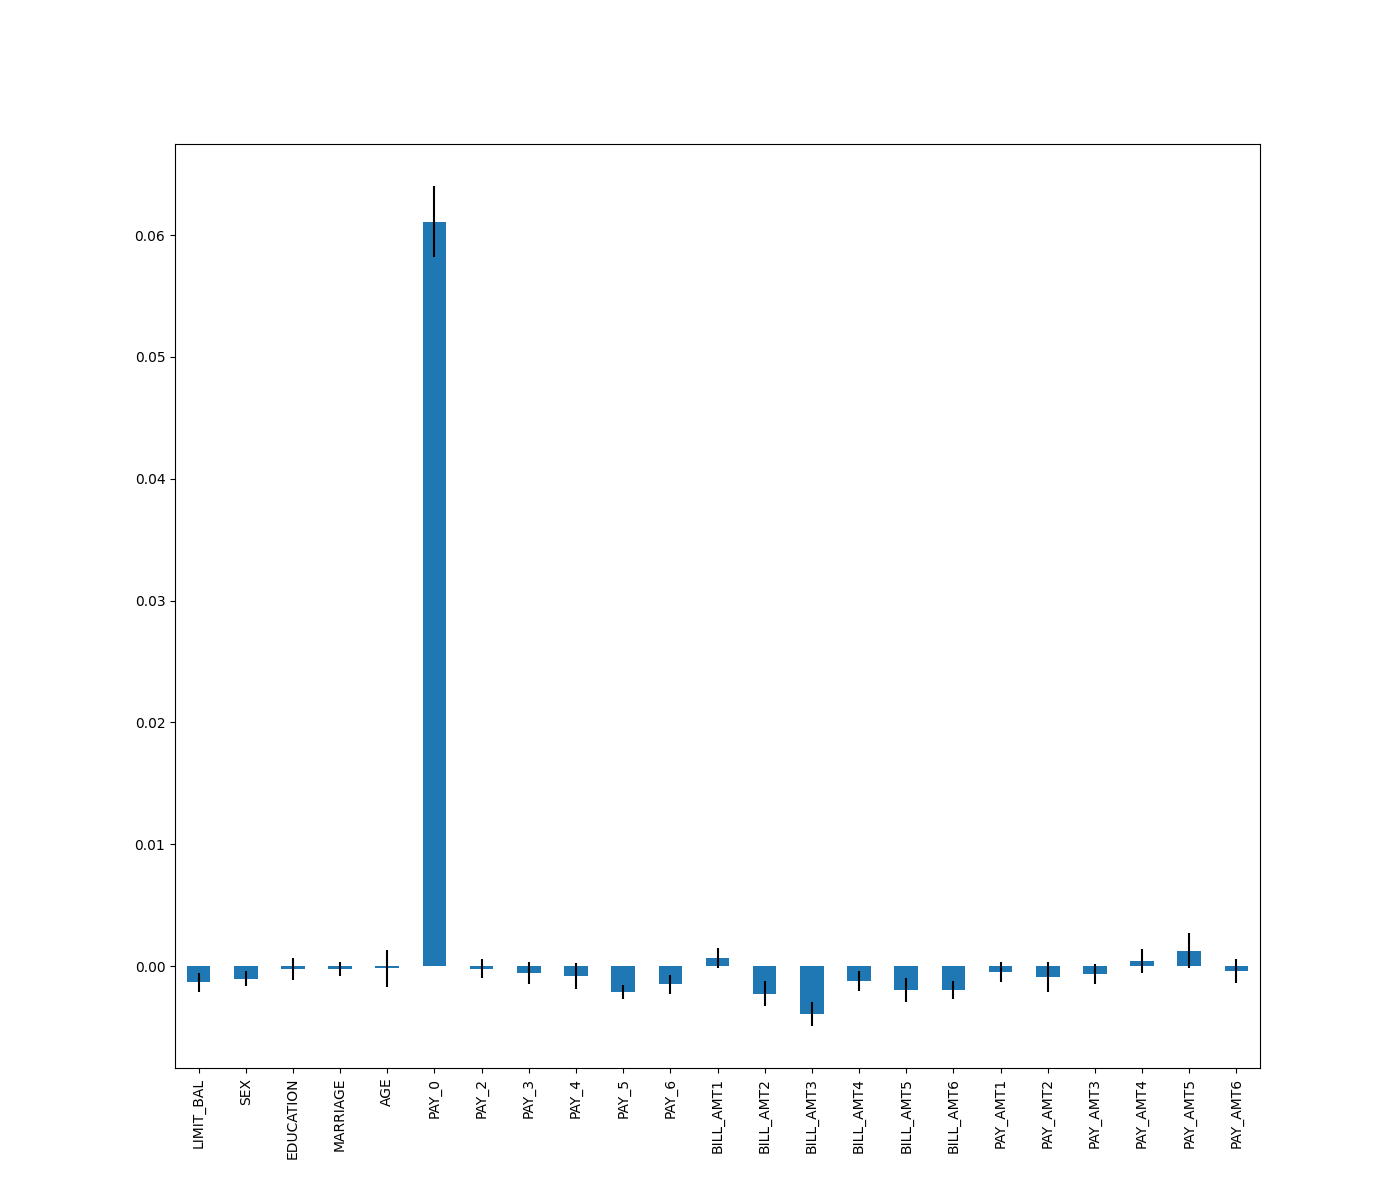 0.06
0.05
0.04
0.03
0.02
0.01
0.00
LIMIT_BAL
SEX
EDUCATION
MARRIAGE
AGE
PAY_0
PAY_2
PAY_3
PAY_4
PAY_5
PAY_6
BILL_AMT1
BILL_AMT2
BILL_AMT3
BILL_AMT4
BILL_AMT5
BILL_AMT6
PAY_AMT1
PAY_AMT2
PAY_AMT3
PAY_AMT4
PAY_AMT5
PAY_AMT6